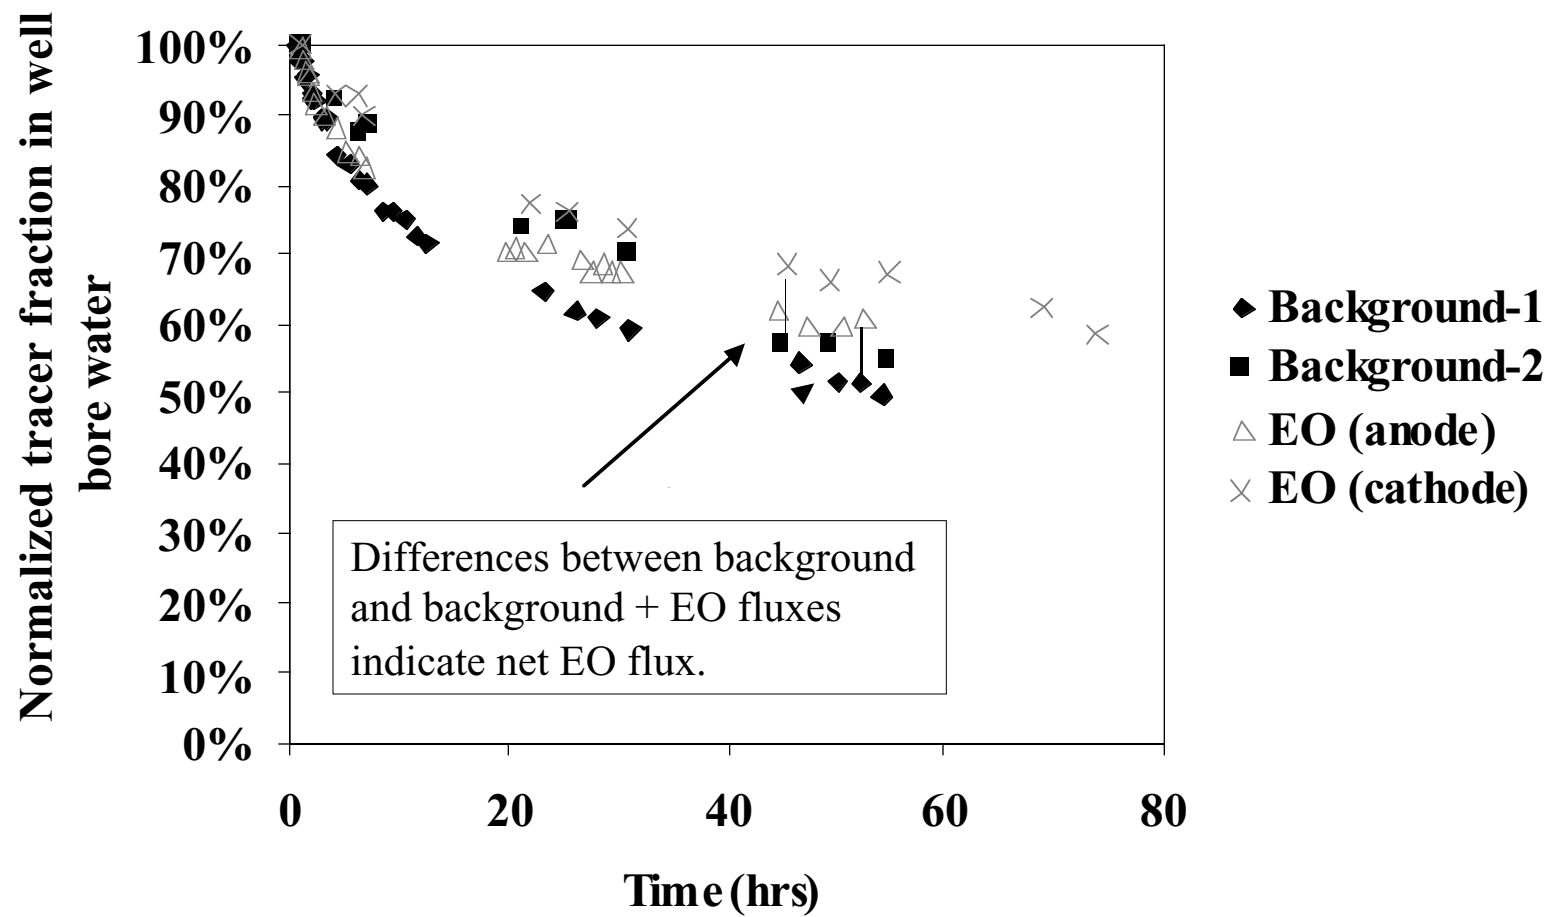 Normalized tracer fraction in well
bore water
100%
90%
80%
70%
60%
50%
40%
30%
20%
10%
0%
0
20
40
60
80
Time (hrs)
Differences between background
and background + EO fluxes
indicate net EO flux.
Background-1
Background-2
EO (anode)
EO (cathode)